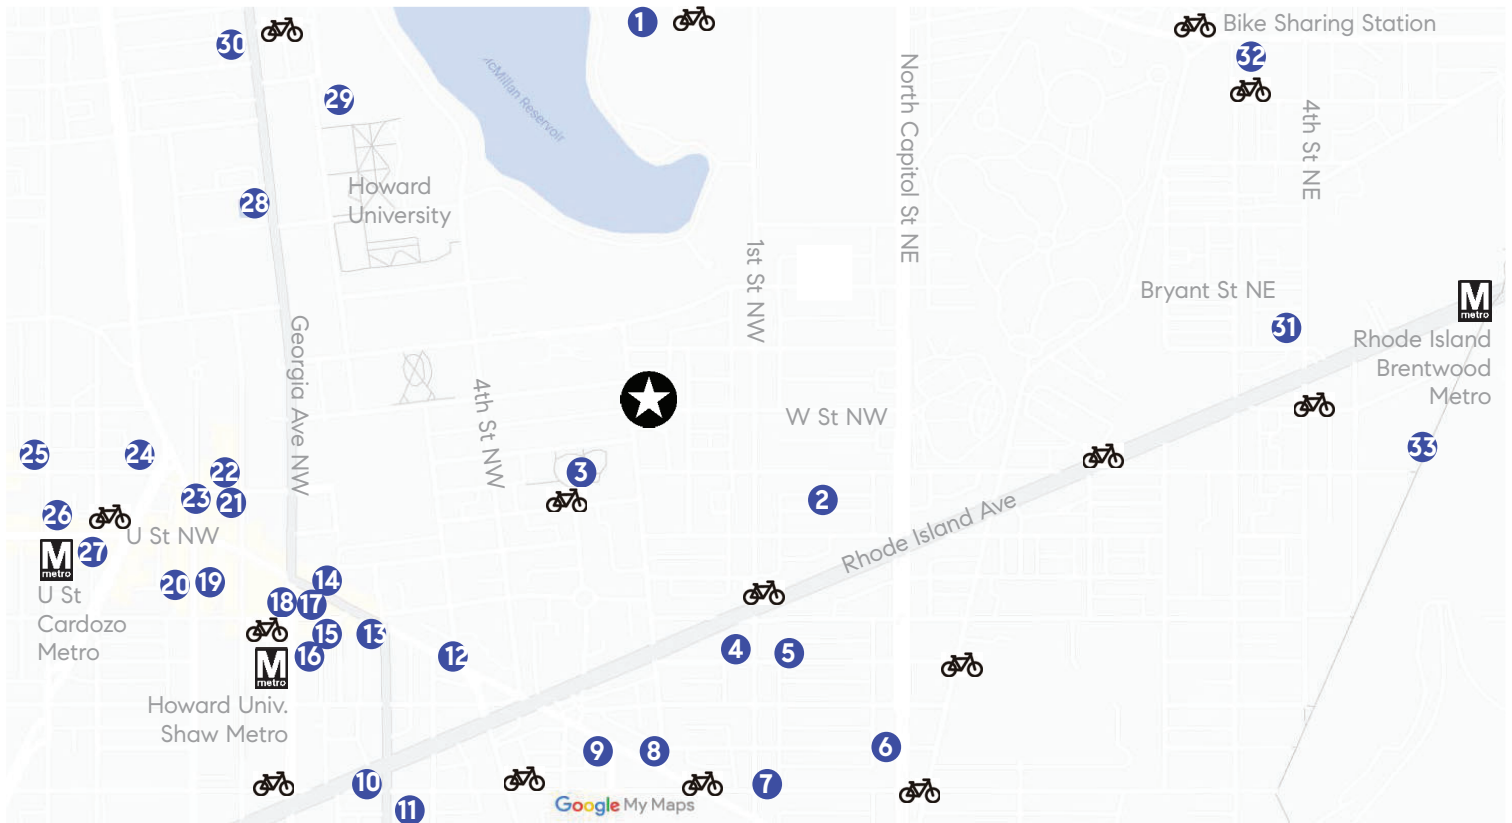 1
Bike Sharing Station
30
32
29
McMillan Reservoir
North Capitol St NE
4th St NE
Howard
University
28
1st St NW
Bryant St NE
M
metro
31
Rhode Island
Brentwood
Metro
Georgia Ave NW
4th St NW
W St NW
25
24
22
3
33
23
21
2
26
U St NW
Rhode Island Ave
M
metro
27
U St
Cardozo
Metro
20
19
14
18
17
15
13
16
12
4
5
M
metro
Howard Univ.
Shaw Metro
9
8
6
10
7
11
Google My Maps